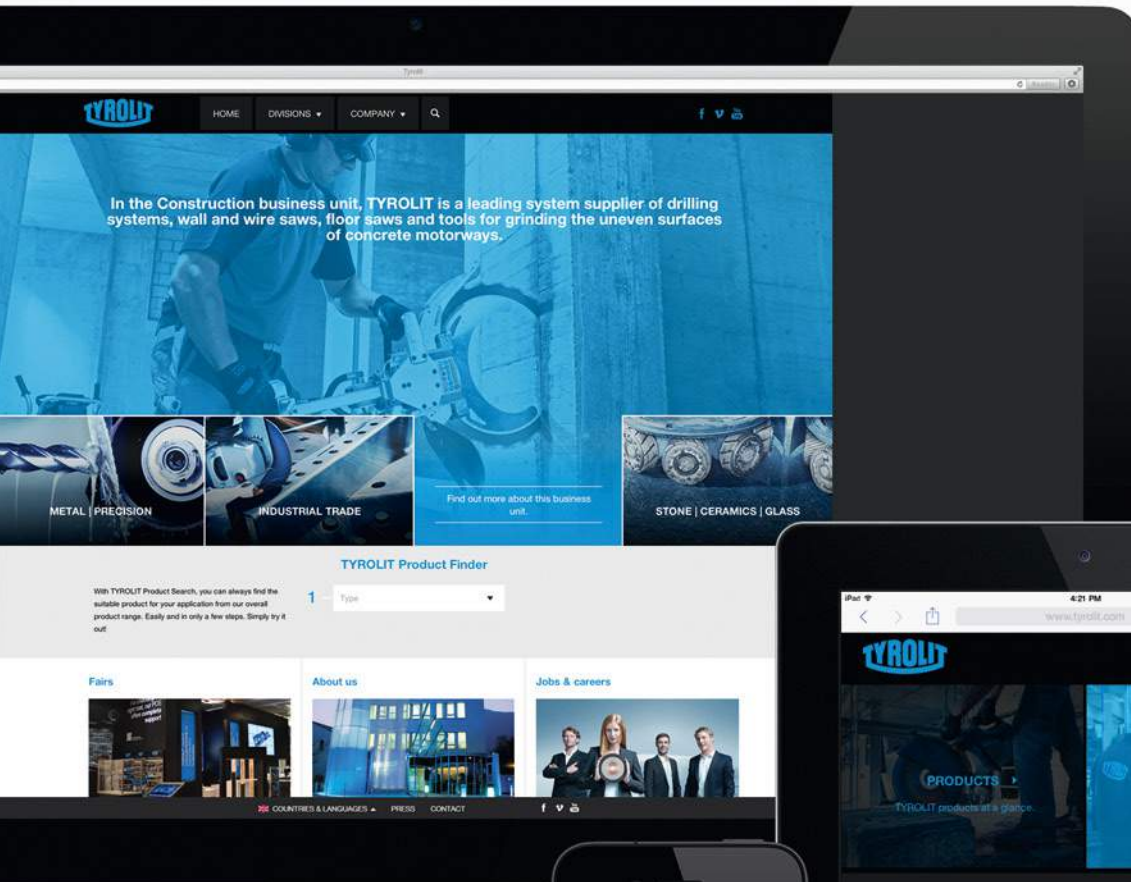 Tyrolit
Reader
TYROLIT
HOME
DIVISIONS
COMPANY
In the Construction business unit, TYROLIT is a leading system supplier of drilling
systems, wall and wire saws, floor saws and tools for grinding the uneven surfaces
of concrete motorways.
METAL | PRECISION
INDUSTRIAL TRADE
Find out more about this business
unit.
STONE | CERAMICS | GLASS
TYROLIT Product Finder
With TYROLIT Product Search, you can always find the
suitable product for your application from our overall
product range. Easily and in only a few steps. Simply try it
out!
1
Type
Fairs
About us
Jobs & careers
complete
support
COUNTRIES & LANGUAGES
PRESS
CONTACT
iPad
4:21 PM
www.tyrolit.com
TYROLIT
PRODUCTS
TYROLIT products at a glance.